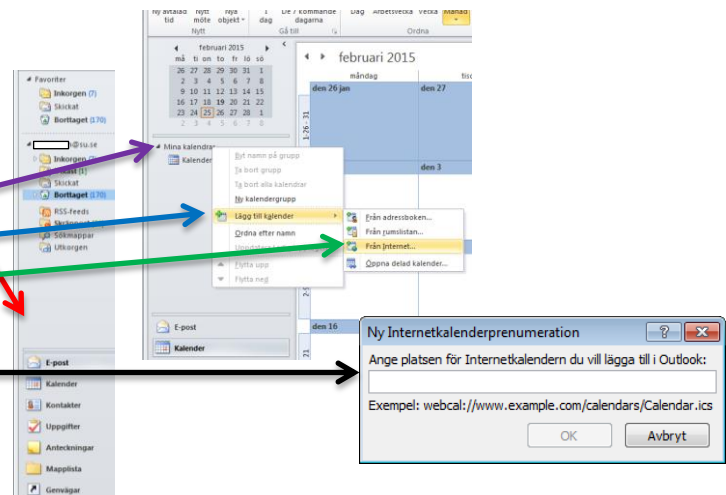 Ny avtalad
tid
Nytt
möte
Nya
objekt
Nytt
dag
De 7 kommande
dagarna
Gå till
Dag Arbetsvecka Vecka Månad
Ordna
februari 2015
må ti on to fr lö sö
26 27 28 29 30 31 1
2 3 4 5 6 7 8
9 10 11 12 13 14 15
16 17 18 19 20 21 22
23 24 25 26 27 28 1
2 3 4 5 6 7 8
Mina kalendrar
Kalender
februari 2015
måndag
den 26 jan
den 27
den 3
den 16
21
Byt namn på grupp
Ta bort grupp
Ta bort alla kalendrar
Ny kalendergrupp
Lägg till kalender
Ordna efter namn
Flytta upp
Flytta ned
Från adressboken...
Från rumslistan...
Från Internet...
Öppna delad kalender...
E-post
Kalender
Favoriter
Inkorgen (7)
Skickat
Borttaget (170)
@su.se
Inkorgen
Skickat
Borttaget (170)
RSS-feeds
Sökmappar
Utkorgen
E-post
Kalender
Kontakter
Uppgifter
Anteckningar
Mapplista
Genvägar
Ny Internetkalenderprenumeration
Ange platsen för Internetkalendern du vill lägga till i Outlook:
Exempel: webcal://www.example.com/calendars/Calendar.ics
OK
Avbryt